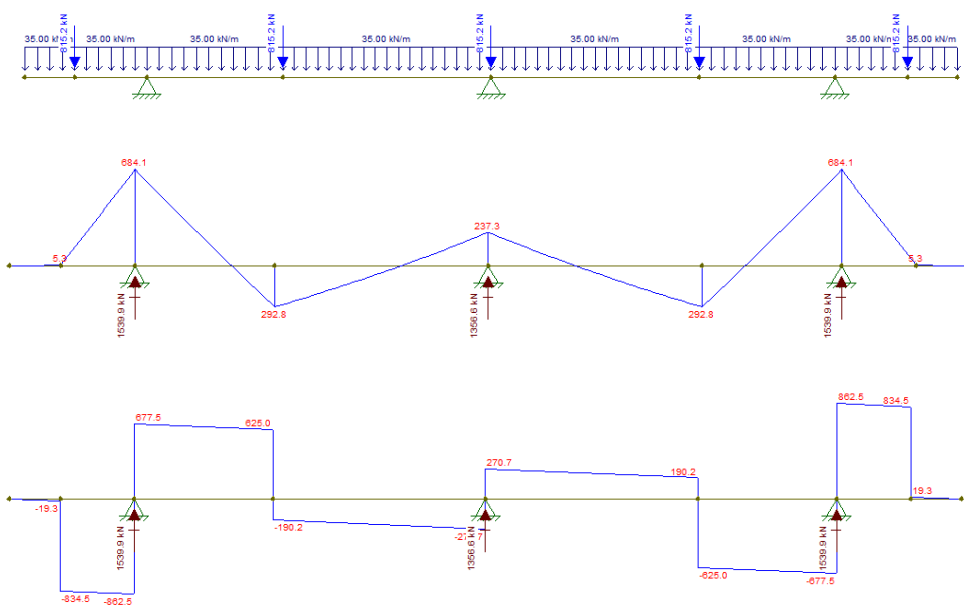 815.2 kN
815.2 kN
815.2 kN
815.2 kN
815.2 kN
35.00 kN/m
35.00 kN/m
35.00 kN/m
35.00 kN/m
35.00 kN/m
35.00 kN/m
35.00 kN/m
684.1
684.1
237.3
5.3
5.3
292.8
292.8
1539.9 kN
1356.6 kN
1539.9 kN
677.5
625.0
862.5
834.5
270.7
190.2
-19.3
19.3
-190.2
-834.5
-862.5
-625.0
-677.5
1539.9 kN
1356.6 kN
1539.9 kN